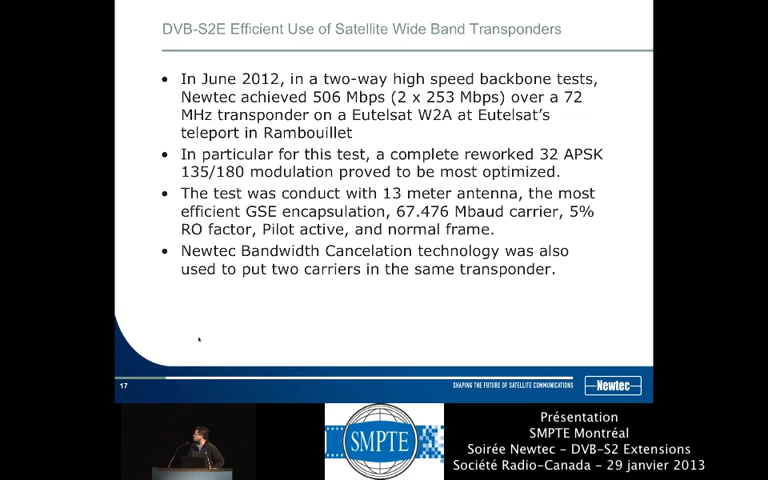 DVB-S2E Efficient Use of Satellite Wide Band Transponders
• In June 2012, in a two-way high speed backbone tests,
Newtec achieved 506 Mbps (2 x 253 Mbps) over a 72
MHz transponder on a Eutelsat W2A at Eutelsat's
teleport in Rambouillet
• In particular for this test, a complete reworked 32 APSK
135/180 modulation proved to be most optimized.
• The test was conduct with 13 meter antenna, the most
efficient GSE encapsulation, 67.476 Mbaud carrier, 5%
RO factor, Pilot active, and normal frame.
• Newtec Bandwidth Cancelation technology was also
used to put two carriers in the same transponder.
17
SHAPING THE FUTURE OF SATELLITE COMMUNICATIONS
Newtec
SMPTE
Présentation
SMPTE Montréal
Soirée Newtec – DVB-S2 Extensions
Société Radio-Canada – 29 janvier 2013